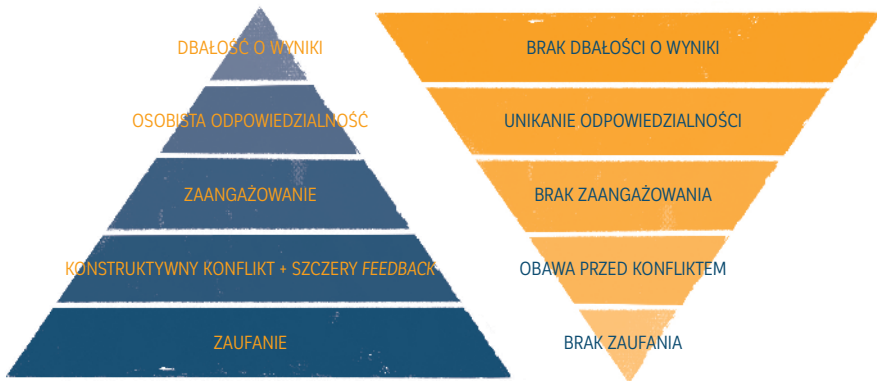 DBAŁOŚĆ O WYNIKI
OSOBISTA ODPOWIEDZIALNOŚĆ
ZAANGAŻOWANIE
KONSTRUKTYWNY KONFLIKT + SZCZERY FEEDBACK
ZAUFANIE
BRAK DBAŁOŚCI O WYNIKI
UNIKANIE ODPOWIEDZIALNOŚCI
BRAK ZAANGAŻOWANIA
OBAWA PRZED KONFLIKTEM
BRAK ZAUFANIA